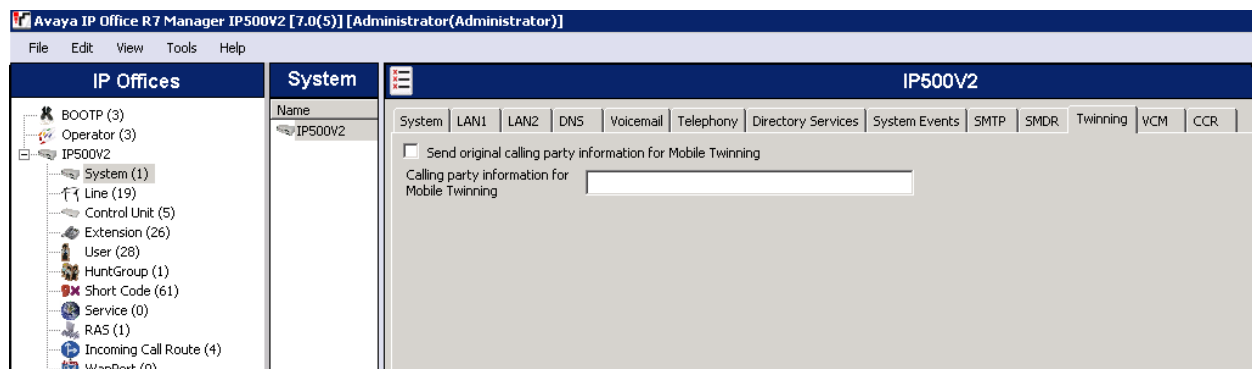 Avaya IP Office R7 Manager IP500V2 [7.0(5)] [Administrator(Administrator)]
File Edit View Tools Help
IP Offices
BOOTP (3)
Operator (3)
IP500V2
System (1)
Line (19)
Control Unit (5)
Extension (26)
User (28)
HuntGroup (1)
Short Code (61)
Service (0)
RAS (1)
Incoming Call Route (4)
WanPort (0)
System
Name
IP500V2
IP500V2
System LAN1 LAN2 DNS Voicemail Telephony Directory Services System Events SMTP SMDR Twinning VCM CCR
Send original calling party information for Mobile Twinning
Calling party information for
Mobile Twinning